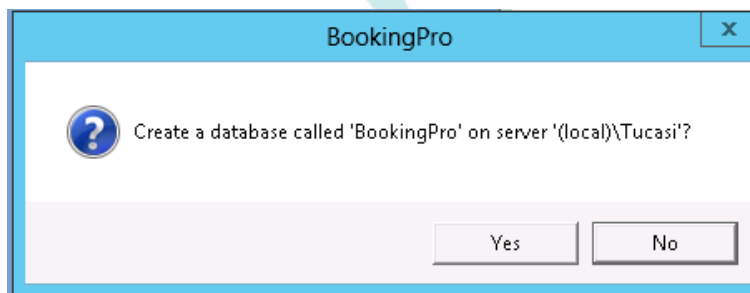 BookingPro
x
Create a database called 'BookingPro' on server '(local)\Tucasi'?
Yes
No